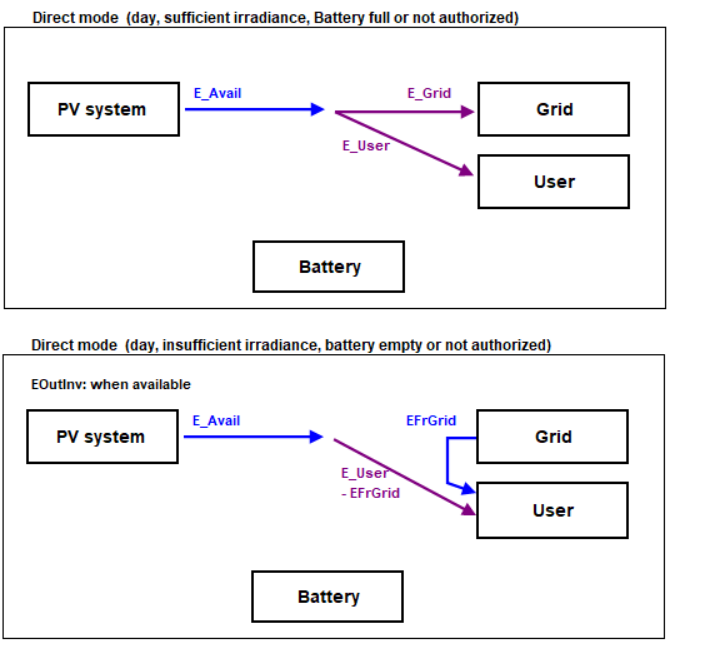 Direct mode  (day, sufficient irradiance, Battery full or not authorized)
PV system
E_Avail
E_Grid
Grid
E_User
User
Battery
Direct mode  (day, insufficient irradiance, battery empty or not authorized)
EOutInv: when available
PV system
E_Avail
EFrGrid
Grid
E_User
- EFrGrid
User
Battery